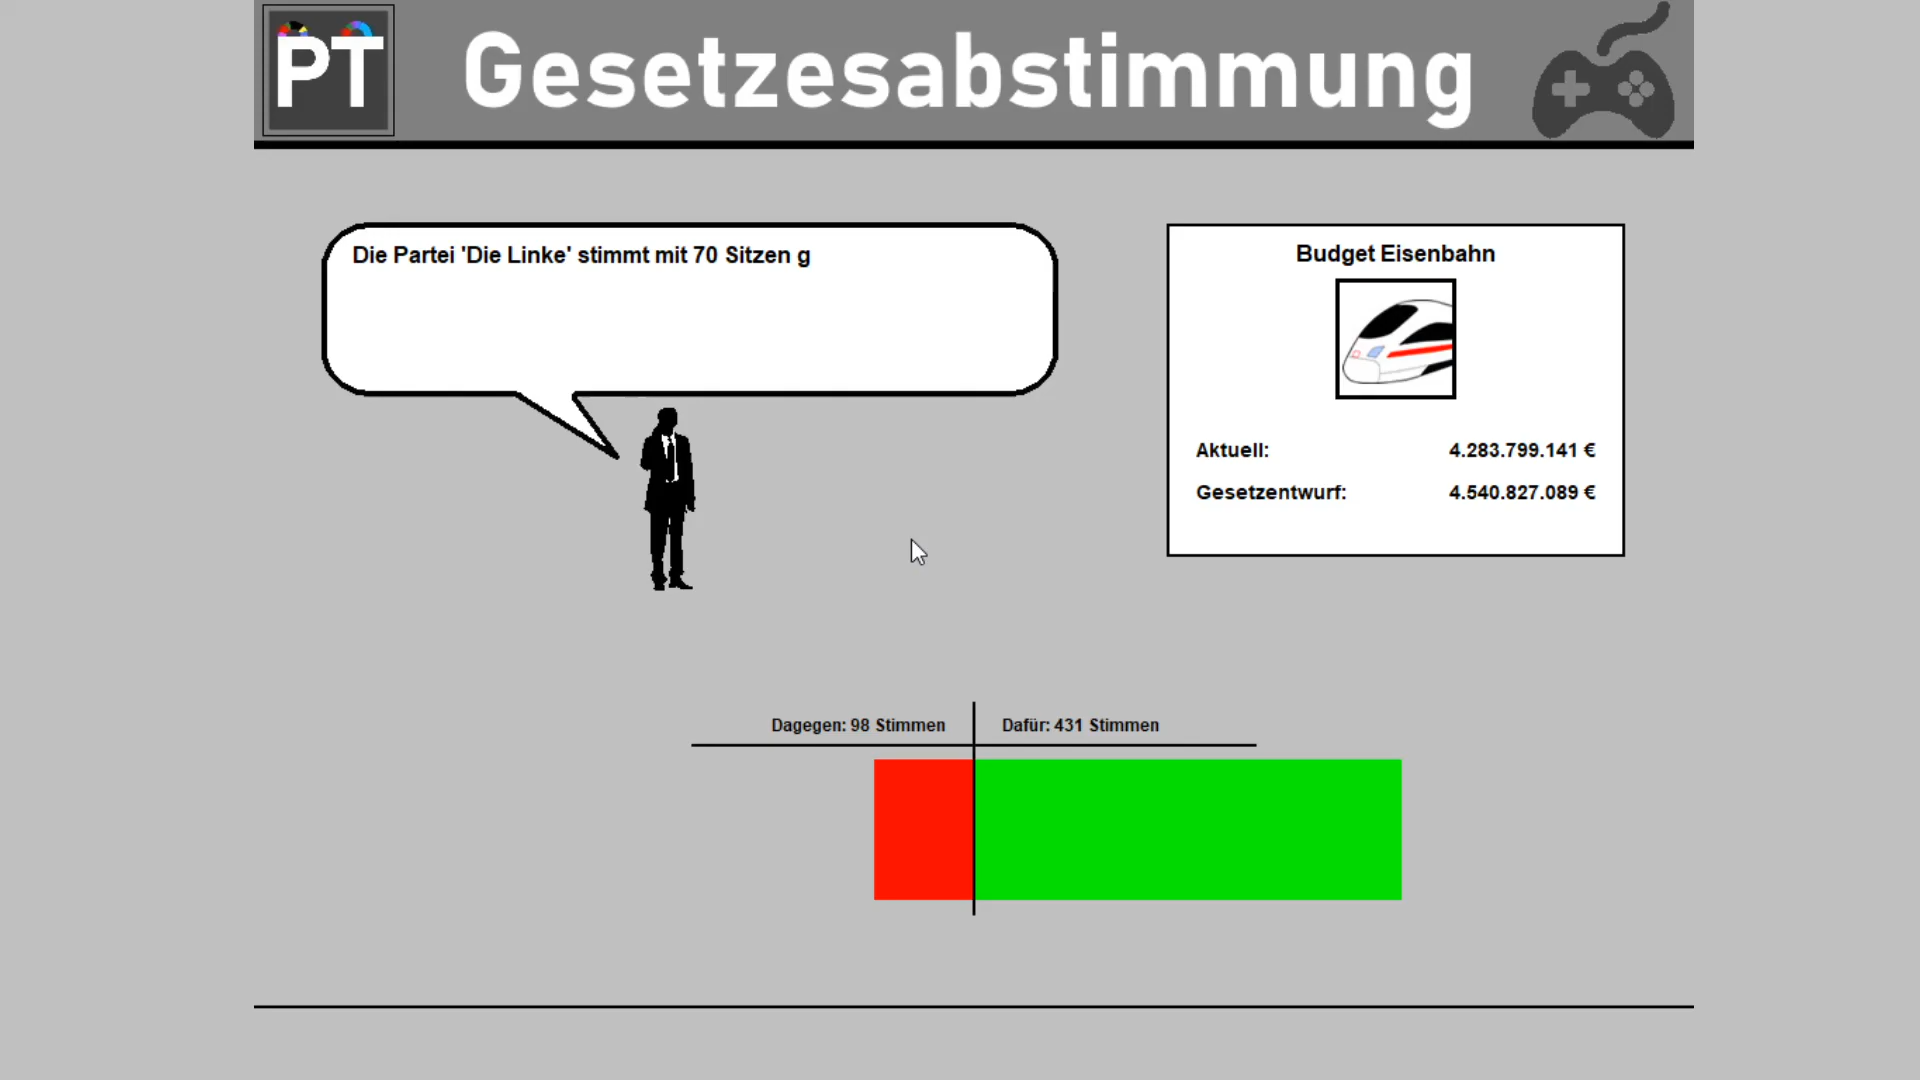 PT Gesetzesabstimmung
Die Partei 'Die Linke' stimmt mit 70 Sitzen g
Budget Eisenbahn
Aktuell: 4.283.799.141 €
Gesetzentwurf: 4.540.827.089 €
Dagegen: 98 Stimmen Dafür: 431 Stimmen